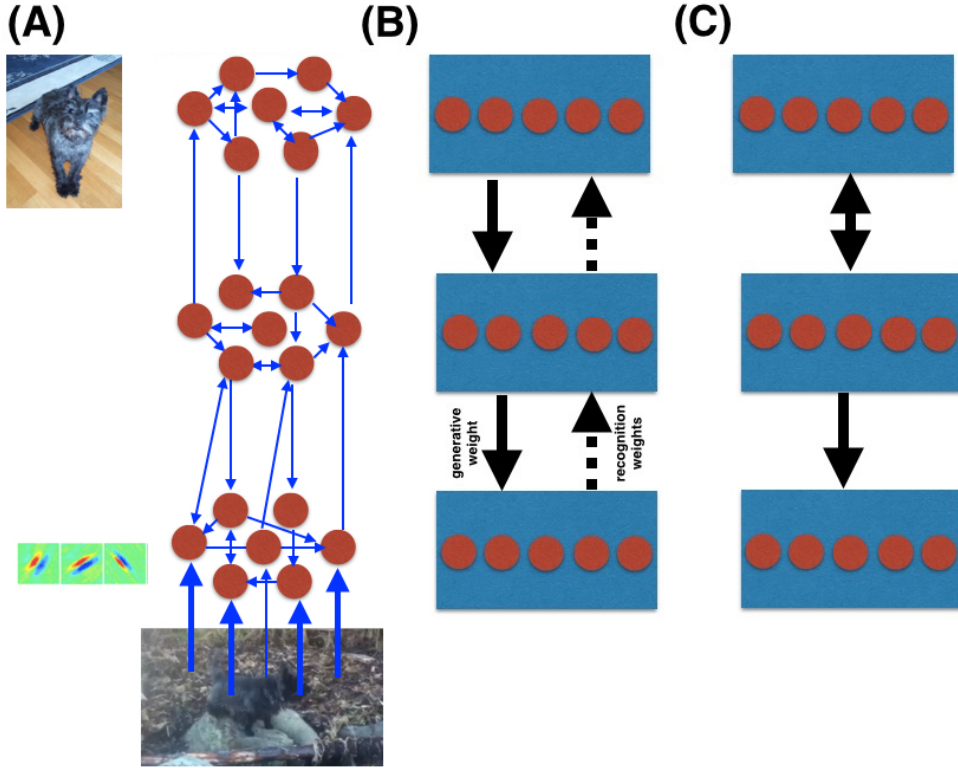 (A)
(B)
(C)
generative
weight
recognition
weights